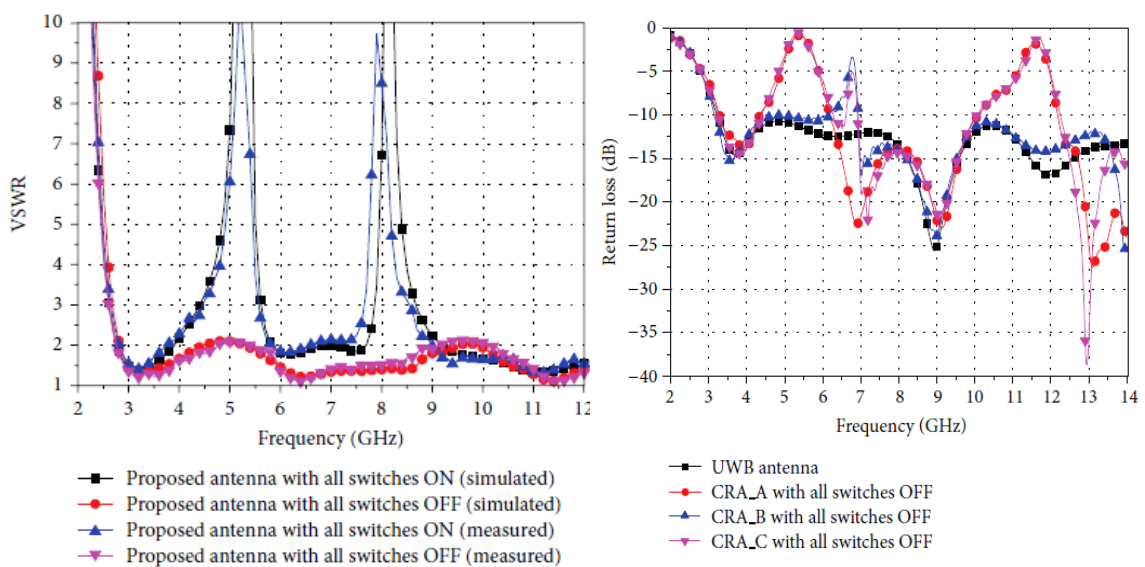 10
9
8
7
6
5
4
3
2
1
VSWR
2 3 4 5 6 7 8 9 10 11 12
Frequency (GHz)
Proposed antenna with all switches ON (simulated)
Proposed antenna with all switches OFF (simulated)
Proposed antenna with all switches ON (measured)
Proposed antenna with all switches OFF (measured)
0
−5
−10
−15
−20
−25
−30
−35
−40
Return loss (dB)
2 3 4 5 6 7 8 9 10 11 12 13 14
Frequency (GHz)
UWB antenna
CRA_A with all switches OFF
CRA_B with all switches OFF
CRA_C with all switches OFF